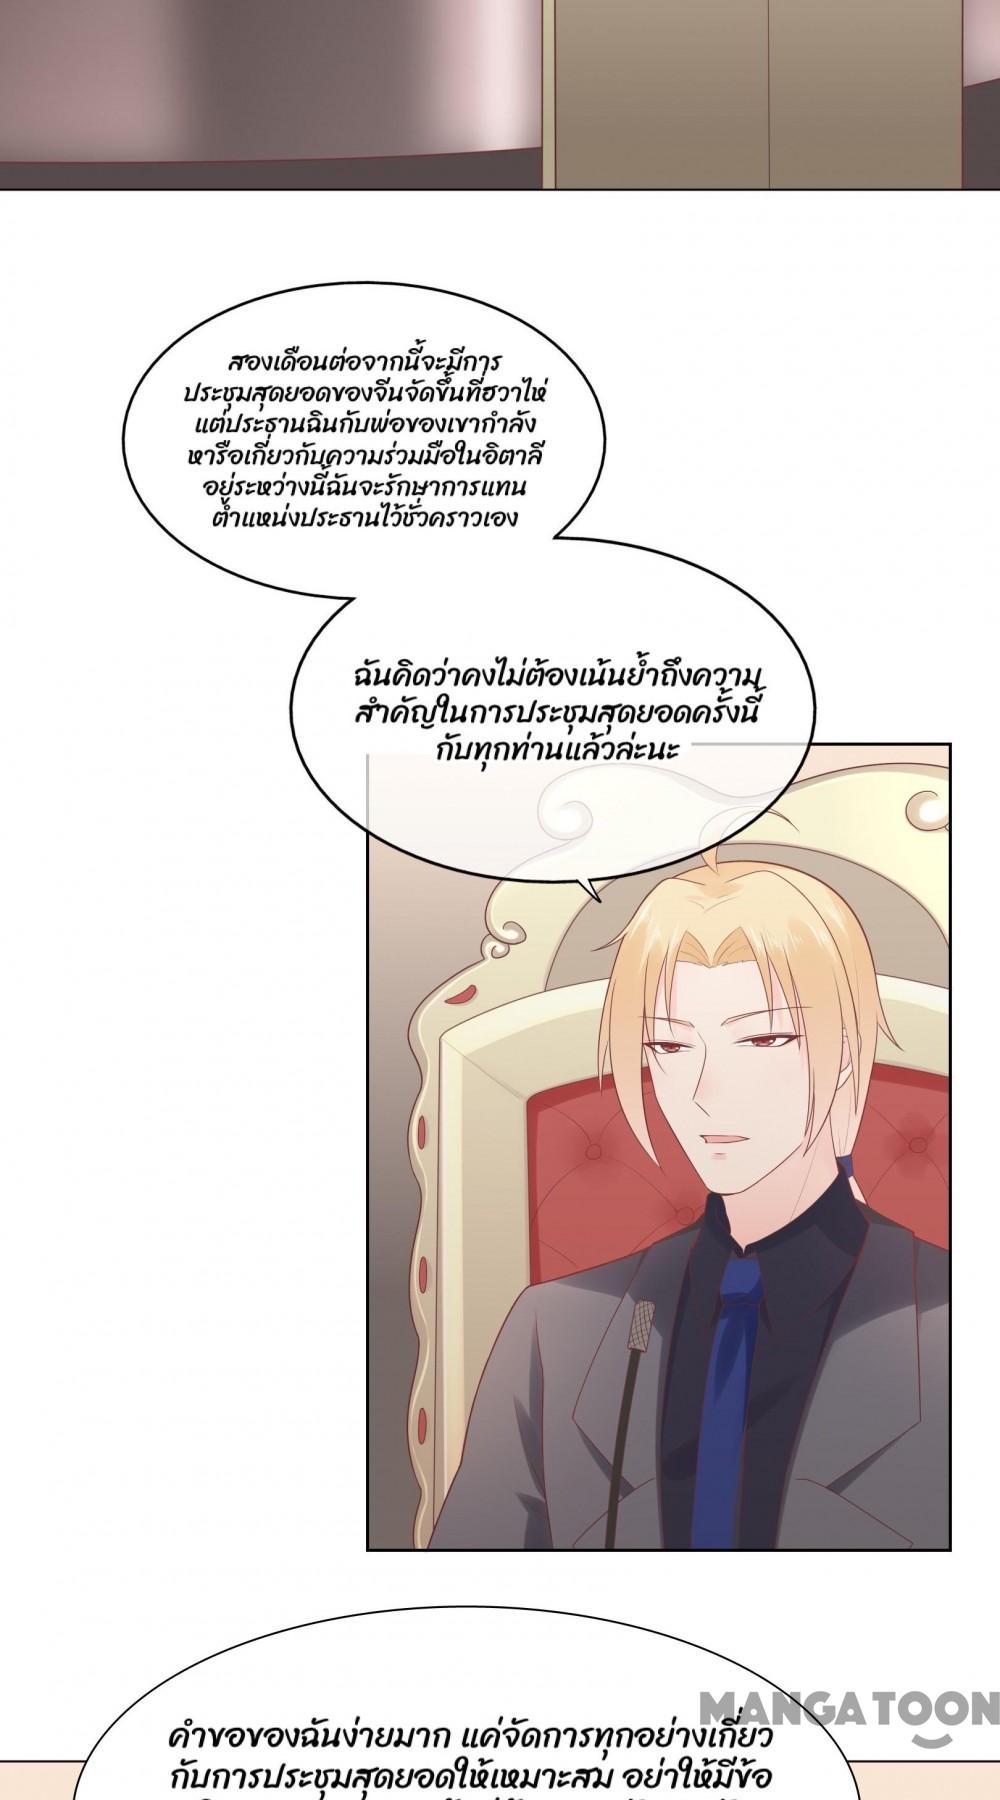 สองเดือนต่อจากนี้จะมีการ
ประชุมสุดยอดของจีนจัดขึ้นที่ฮวาไห่
แต่ประธานฉินกับพ่อของเขากำลัง
หารือเกี่ยวกับความร่วมมือในอิตาลี
อยู่ระหว่างนี้ฉันจะรักษาการแทน
ตำแหน่งประธานไว้ชั่วคราวเอง
ฉันคิดว่าคงไม่ต้องเน้นย้ำถึงความ
สำคัญในการประชุมสุดยอดครั้งนี้
กับทุกท่านแล้วล่ะนะ
MANGA TOON
คำขอของฉันง่ายมาก แค่จัดการทุกอย่างเกี่ยว
กับการประชุมสุดยอดให้เหมาะสม อย่าให้มีข้อ